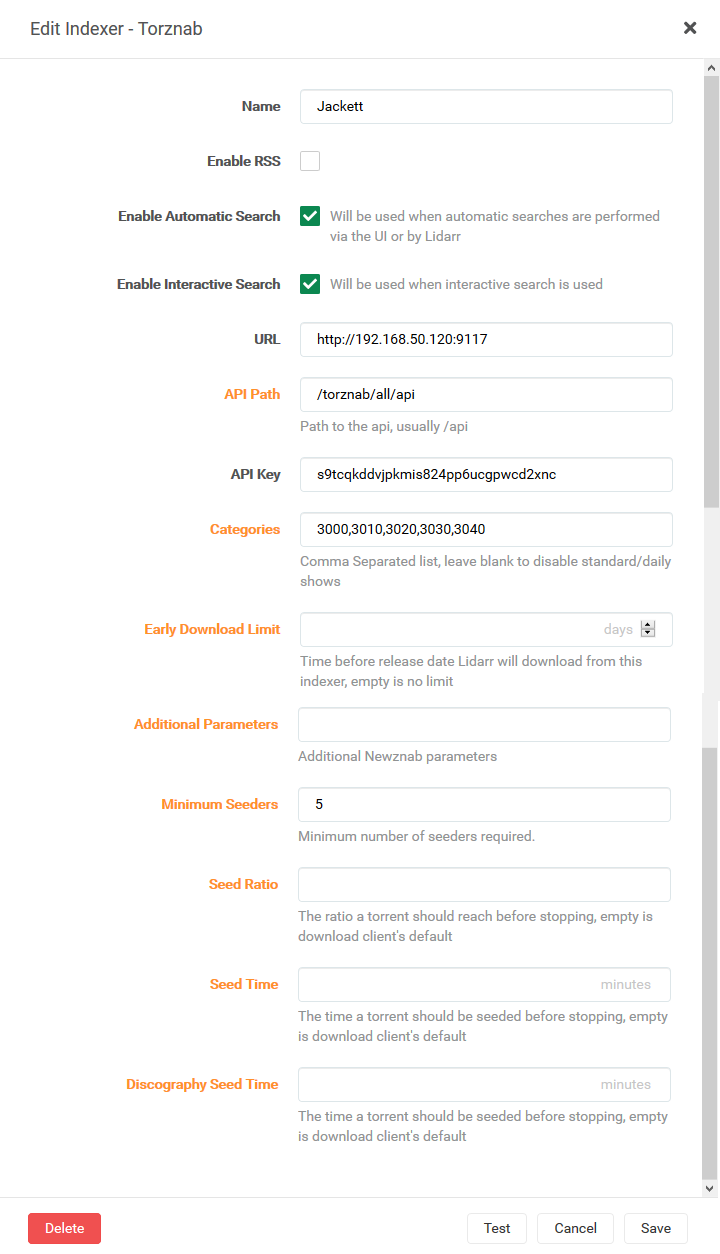 Edit Indexer - Torznab
Name
Jackett
Enable RSS
Enable Automatic Search
Will be used when automatic searches are performed
via the UI or by Lidarr
Enable Interactive Search
Will be used when interactive search is used
URL
http://192.168.50.120:9117
API Path
/torznab/all/api
Path to the api, usually /api
API Key
s9tcqkddvjpkmis824pp6ucgpwcd2xnc
Categories
3000,3010,3020,3030,3040
Comma Separated list, leave blank to disable standard/daily
shows
Early Download Limit
days
Time before release date Lidarr will download from this
indexer, empty is no limit
Additional Parameters
Additional Newznab parameters
Minimum Seeders
5
Minimum number of seeders required.
Seed Ratio
The ratio a torrent should reach before stopping, empty is
download client's default
Seed Time
minutes
The time a torrent should be seeded before stopping, empty
is download client's default
Discography Seed Time
minutes
The time a torrent should be seeded before stopping, empty
is download client's default
Delete
Test
Cancel
Save